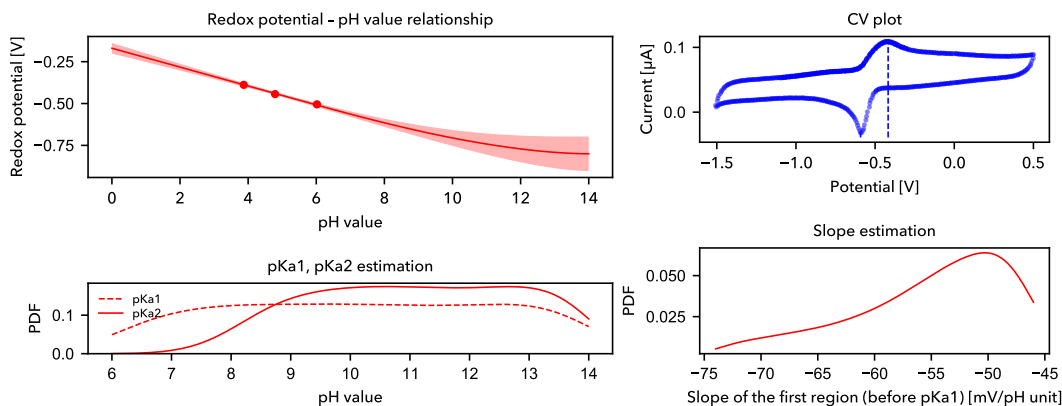 Redox potential – pH value relationship
Redox potential [V]
−0.25
−0.50
−0.75
0 2 4 6 8 10 12 14
pH value
CV plot
Current [μA]
0.1
0.0
−1.5 −1.0 −0.5 0.0 0.5
Potential [V]
pKa1, pKa2 estimation
PDF
0.1
0.0
pKa1
pKa2
6 7 8 9 10 11 12 13 14
pH value
Slope estimation
PDF
0.050
0.025
−75 −70 −65 −60 −55 −50 −45
Slope of the first region (before pKa1) [mV/pH unit]